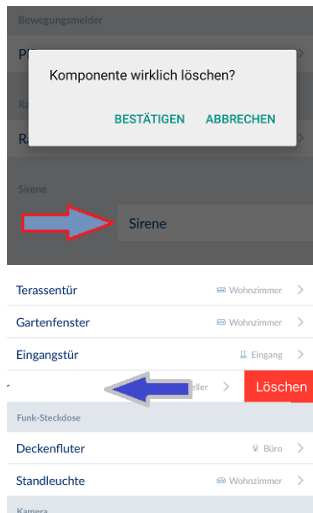 Bewegungsmelder
Komponente wirklich löschen?
BESTÄTIGEN ABBRECHEN
Sirene
Sirene
Terassentür Wohnzimmer
Gartenfenster Wohnzimmer
Eingangstür Eingang
Löschen
Funk-Steckdose
Deckenfluter Büro
Standleuchte Wohnzimmer
Kamera